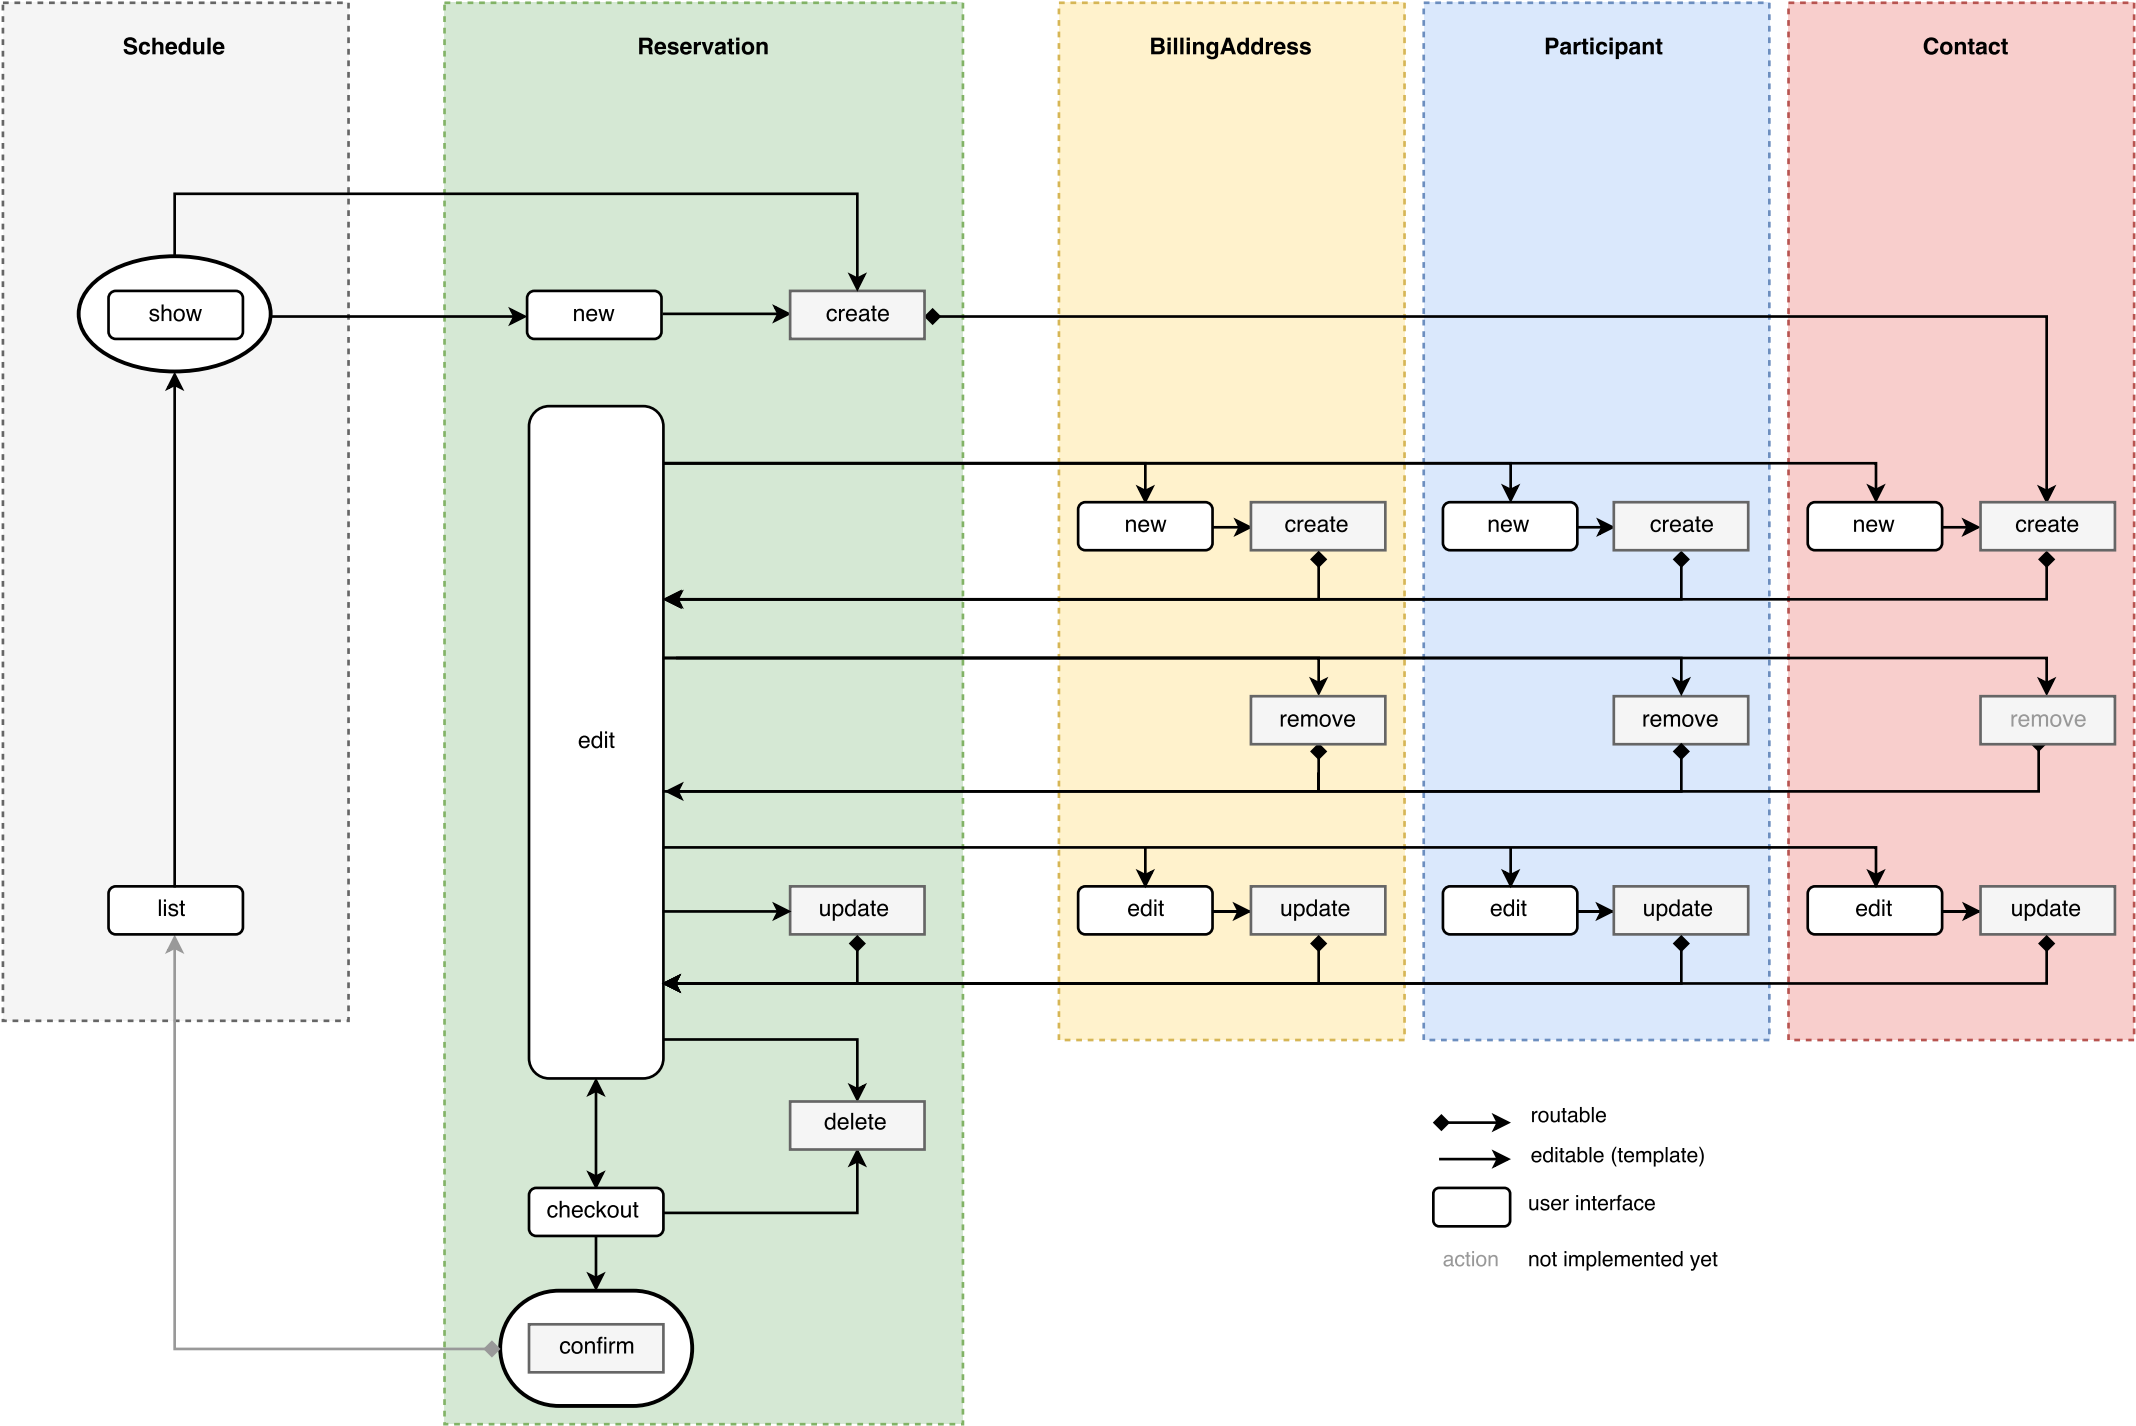 Schedule
Reservation
BillingAddress
Participant
Contact
show
new
create
new
create
new
create
new
create
edit
remove
remove
remove
list
update
edit
update
edit
update
edit
update
delete
checkout
confirm
routable
editable (template)
user interface
action
not implemented yet